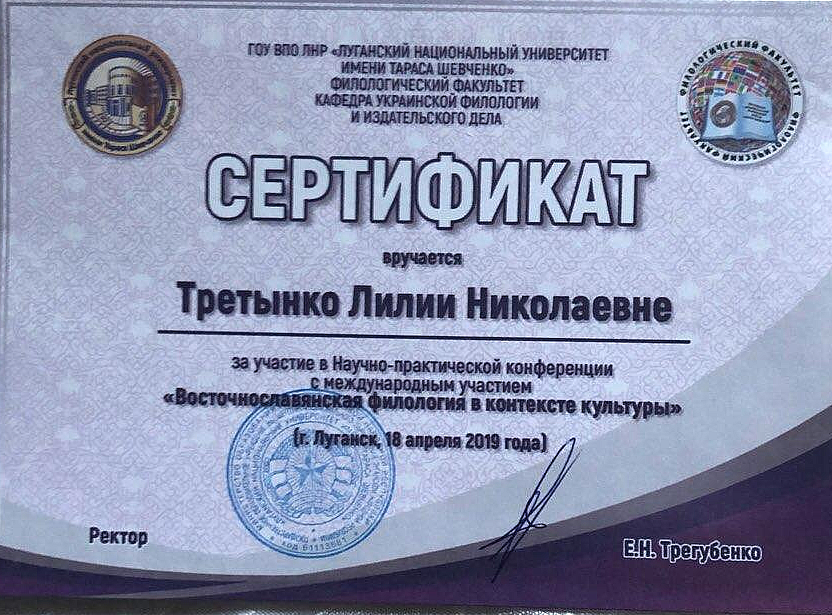 ГОУ ВПО ЛНР «ЛУГАНСКИЙ НАЦИОНАЛЬНЫЙ УНИВЕРСИТЕТ
ИМЕНИ ТАРАСА ШЕВЧЕНКО»
ФИЛОЛОГИЧЕСКИЙ ФАКУЛЬТЕТ
КАФЕДРА УКРАИНСКОЙ ФИЛОЛОГИИ
И ИЗДАТЕЛЬСКОГО ДЕЛА
ФИЛОЛОГИЧЕСКИЙ ФАКУЛЬТЕТ
ФИЛОЛОГИЧЕСКИЙ ФАКУЛЬТЕТ
СЕРТИФИКАТ
вручается
Третынко Лилии Николаевне
за участие в Научно-практической конференции
с международным участием
«Восточнославянская филология в контексте культуры»
(г. Луганск, 18 апреля 2019 года)
Ректор
Е.Н. Трегубенко